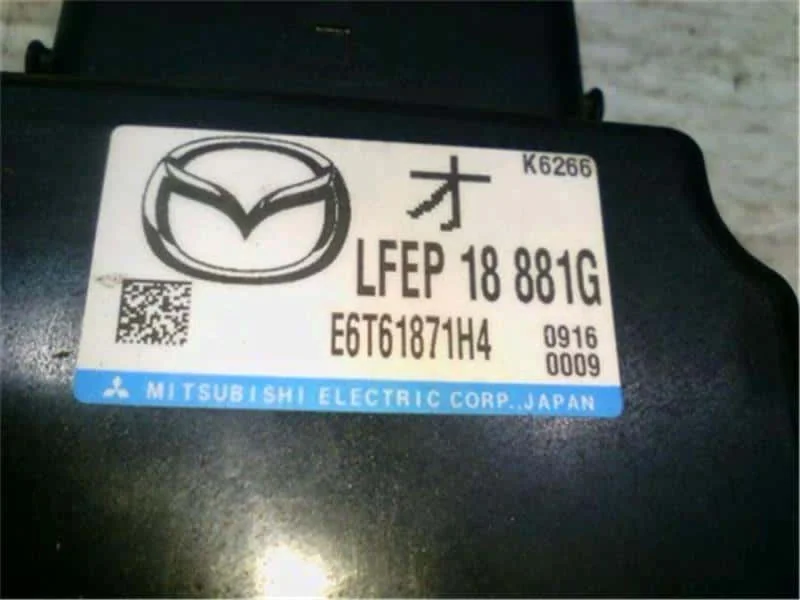 K6266
オ
LFEP 18 881G
E6T61871H4 0916
0009
MITSUBISHI ELECTRIC CORP., JAPAN